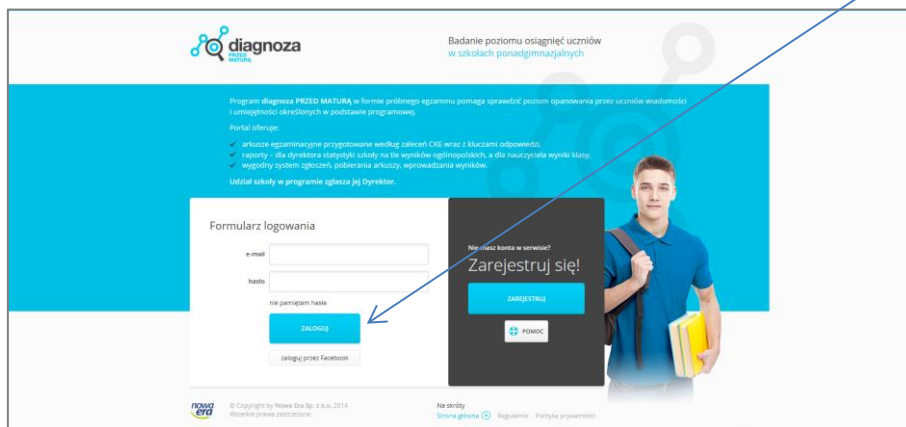 diagnoza
PRZED
MATURĄ
Badanie poziomu osiągnięć uczniów
w szkołach ponadgimnazjalnych
Program diagnoza PRZED MATURĄ w formie próbnego egzaminu pomaga sprawdzić poziom opanowania przez uczniów wiadomości
i umiejętności określonych w podstawie programowej.
Portal oferuje:
arkusze egzaminacyjne przygotowane według zaleceń CKE wraz z kluczami odpowiedzi,
raporty – dla dyrektora statystyki szkoły na tle wyników ogólnopolskich, a dla nauczyciela wyniki klasy,
wygodny system zgłoszeń, pobierania arkuszy, wprowadzania wyników.
Udział szkoły w programie zgłasza jej Dyrektor.
Formularz logowania
e-mail
hasło
nie pamiętam hasła
ZALOGUJ
zaloguj przez Facebook
Nie masz konta w serwisie?
Zarejestruj się!
ZAREJESTRUJ
POMOC
nowa
era
© Copyright by Nowa Era Sp. z o.o. 2014
Wszelkie prawa zastrzeżone.
Na skróty
Strona główna Regulamin Polityka prywatności